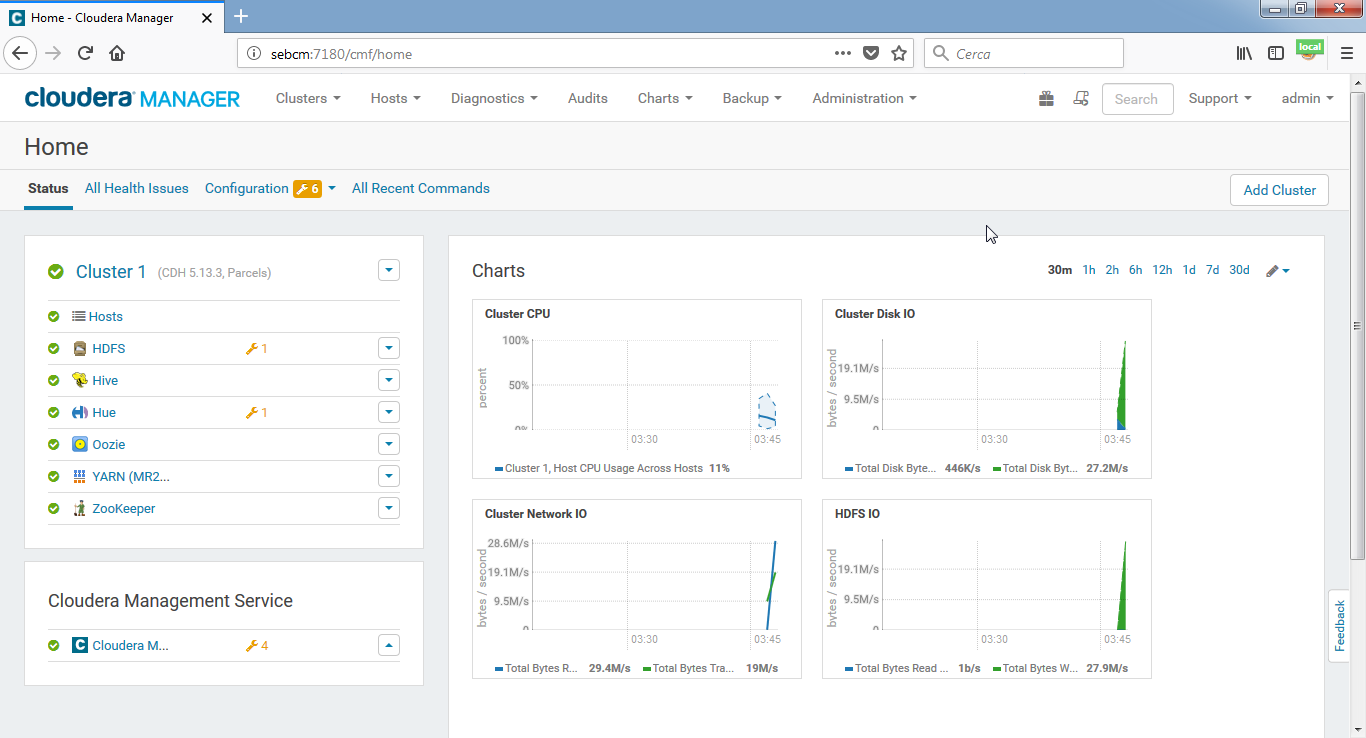 Home - Cloudera Manager
sebcm:7180/cmf/home
Cerca
local
cloudera MANAGER Clusters Hosts Diagnostics Audits Charts Backup Administration Search Support admin
Home
Status All Health Issues Configuration 6 All Recent Commands Add Cluster
Cluster 1 (CDH 5.13.3, Parcels)
Hosts
HDFS 1
Hive
Hue 1
Oozie
YARN (MR2...
ZooKeeper
Cloudera Management Service
Cloudera M... 4
Charts 30m 1h 2h 6h 12h 1d 7d 30d
Cluster CPU
percent
100%
50%
0%
03:30 03:45
Cluster 1, Host CPU Usage Across Hosts 11%
Cluster Disk IO
bytes / second
19.1M/s
9.5M/s
0
03:30 03:45
Total Disk Byte... 446K/s Total Disk Byt... 27.2M/s
Cluster Network IO
bytes / second
28.6M/s
19.1M/s
9.5M/s
0
03:30 03:45
Total Bytes R... 29.4M/s Total Bytes Tra... 19M/s
HDFS IO
bytes / second
19.1M/s
9.5M/s
0
03:30 03:45
Total Bytes Read ... 1b/s Total Bytes W... 27.9M/s
Feedback